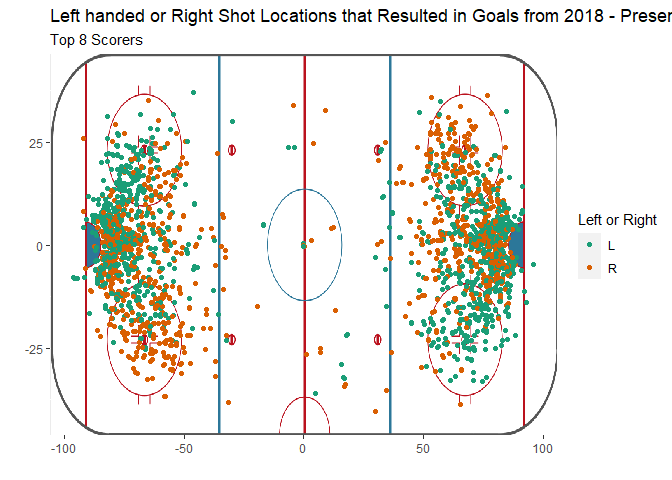 Left handed or Right Shot Locations that Resulted in Goals from 2018 - Presen
Top 8 Scorers
25
0
-25
-100
-50
0
50
100
Left or Right
L
R